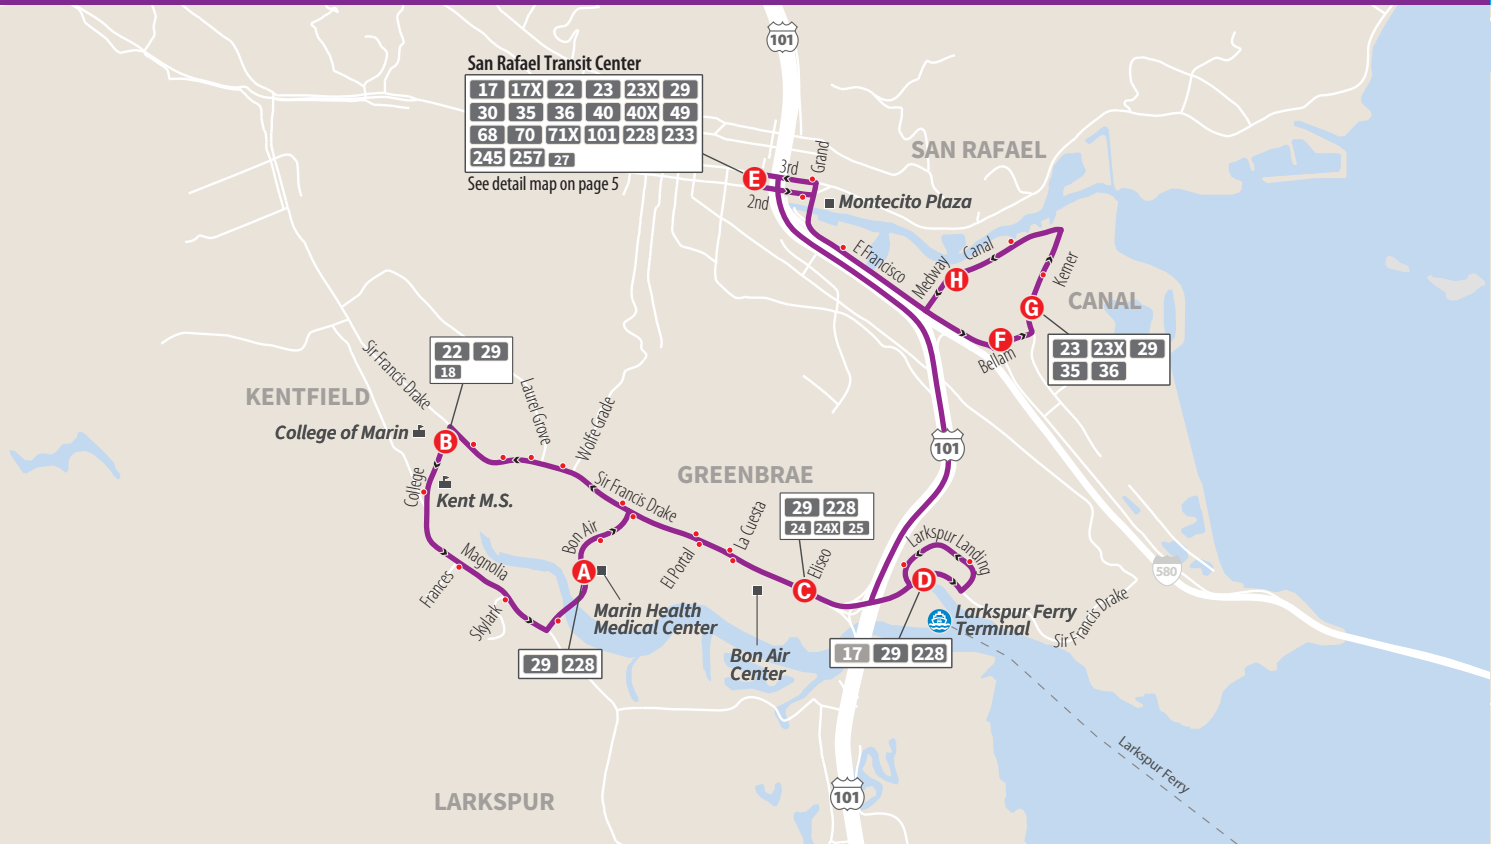 101
San Rafael Transit Center
17 17X 22 23 23X 29
30 35 36 40 40X 49
68 70 71X 101 228 233
245 257 27
See detail map on page 5
SAN RAFAEL
Grand
3rd
E
2nd
Montecito Plaza
E Francisco
Medway
Canal
H
Kerner
CANAL
G
F
Bellam
23 23X 29
35 36
Sir Francis Drake
22 29
18
KENTFIELD
College of Marin
B
Laurel Grove
Wolfe Grade
101
College
Kent M.S.
GREENBRAE
Sir Francis Drake
29 228
24 24X 25
La Cuesta
El Portal
Eliseo
C
Bon Air
A
Magnolia
Frances
Skylark
Marin Health
Medical Center
Larkspur Landing
D
Larkspur Ferry
Terminal
580
Sir Francis Drake
29 228
Bon Air
Center
17 29 228
Larkspur Ferry
LARKSPUR
101